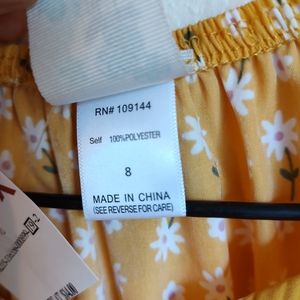 RN# 109144
Self 100%POLYESTER
8
MADE IN CHINA
(SEE REVERSE FOR CARE)